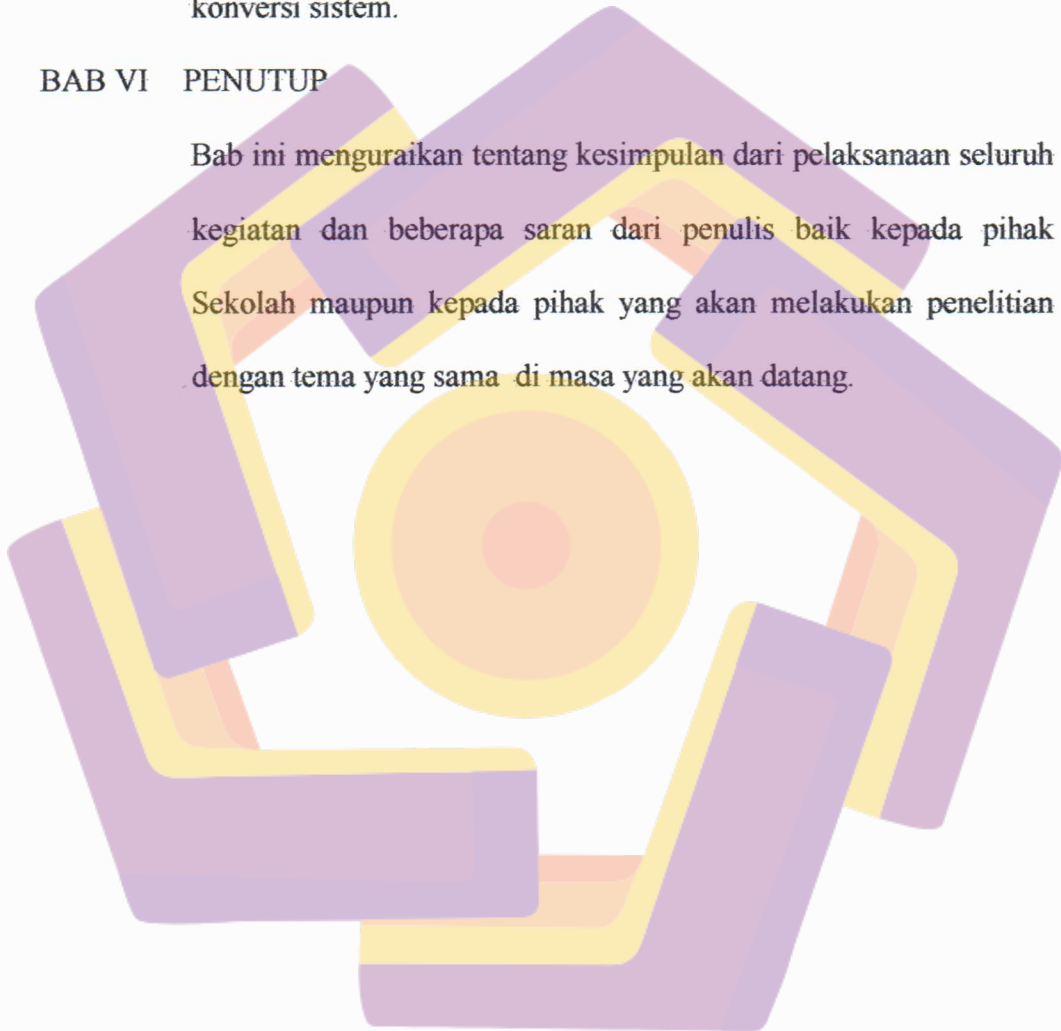 konversi sistem.
BAB VI PENUTUP
Bab ini menguraikan tentang kesimpulan dari pelaksanaan seluruh
kegiatan dan beberapa saran dari penulis baik kepada pihak
Sekolah maupun kepada pihak yang akan melakukan penelitian
dengan tema yang sama di masa yang akan datang.